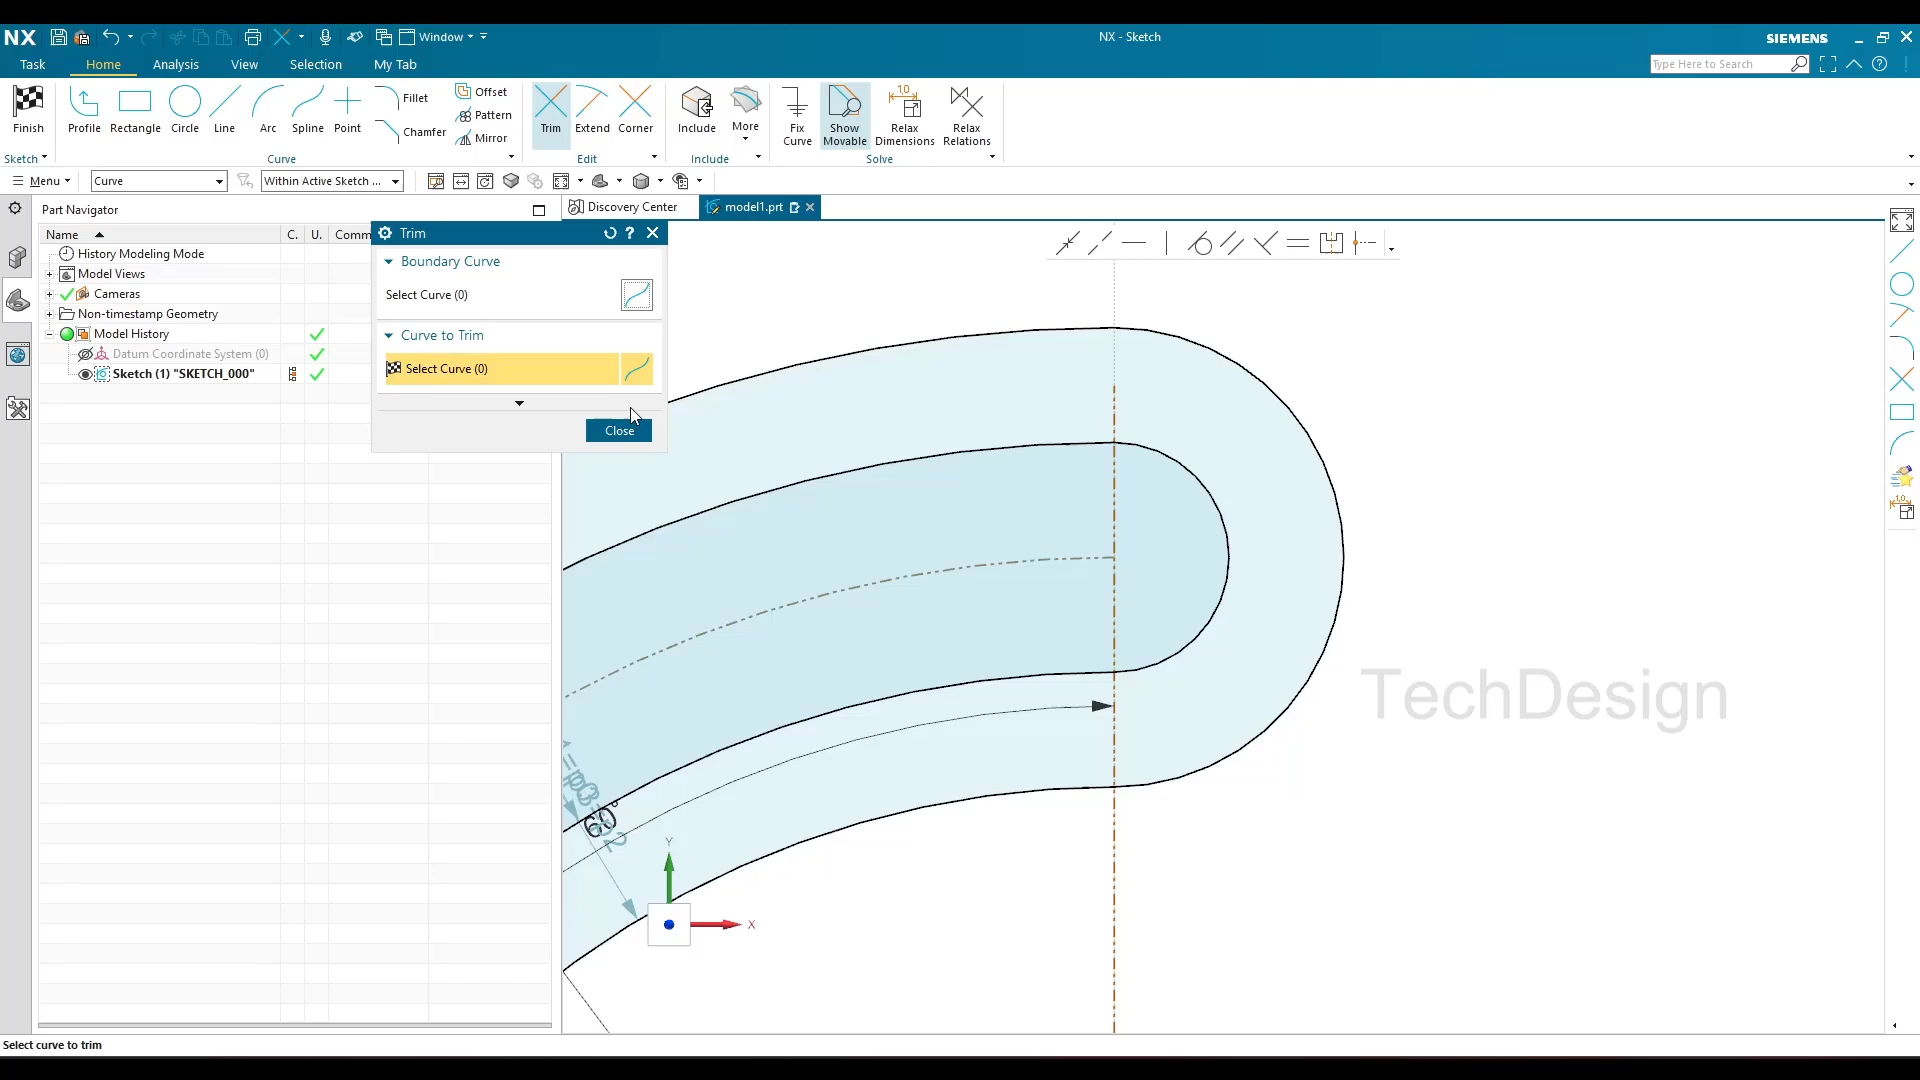 NX
Window
NX - Sketch
SIEMENS
Task
Home
Analysis
View
Selection
My Tab
Type Here to Search
Finish
Profile
Rectangle
Circle
Line
Arc
Spline
Point
Fillet
Chamfer
Offset
Pattern
Mirror
Trim
Extend
Corner
Include
More
Fix
Curve
Show
Movable
Relax
Dimensions
Relax
Relations
Sketch
Curve
Edit
Include
Solve
Menu
Curve
Within Active Sketch ...
Part Navigator
Discovery Center
model1.prt
Name
C.
U.
Comm
History Modeling Mode
Model Views
Cameras
Non-timestamp Geometry
Model History
Datum Coordinate System (0)
Sketch (1) "SKETCH_000"
Trim
Boundary Curve
Select Curve (0)
Curve to Trim
Select Curve (0)
Close
TechDesign
60°
Y
X
Select curve to trim